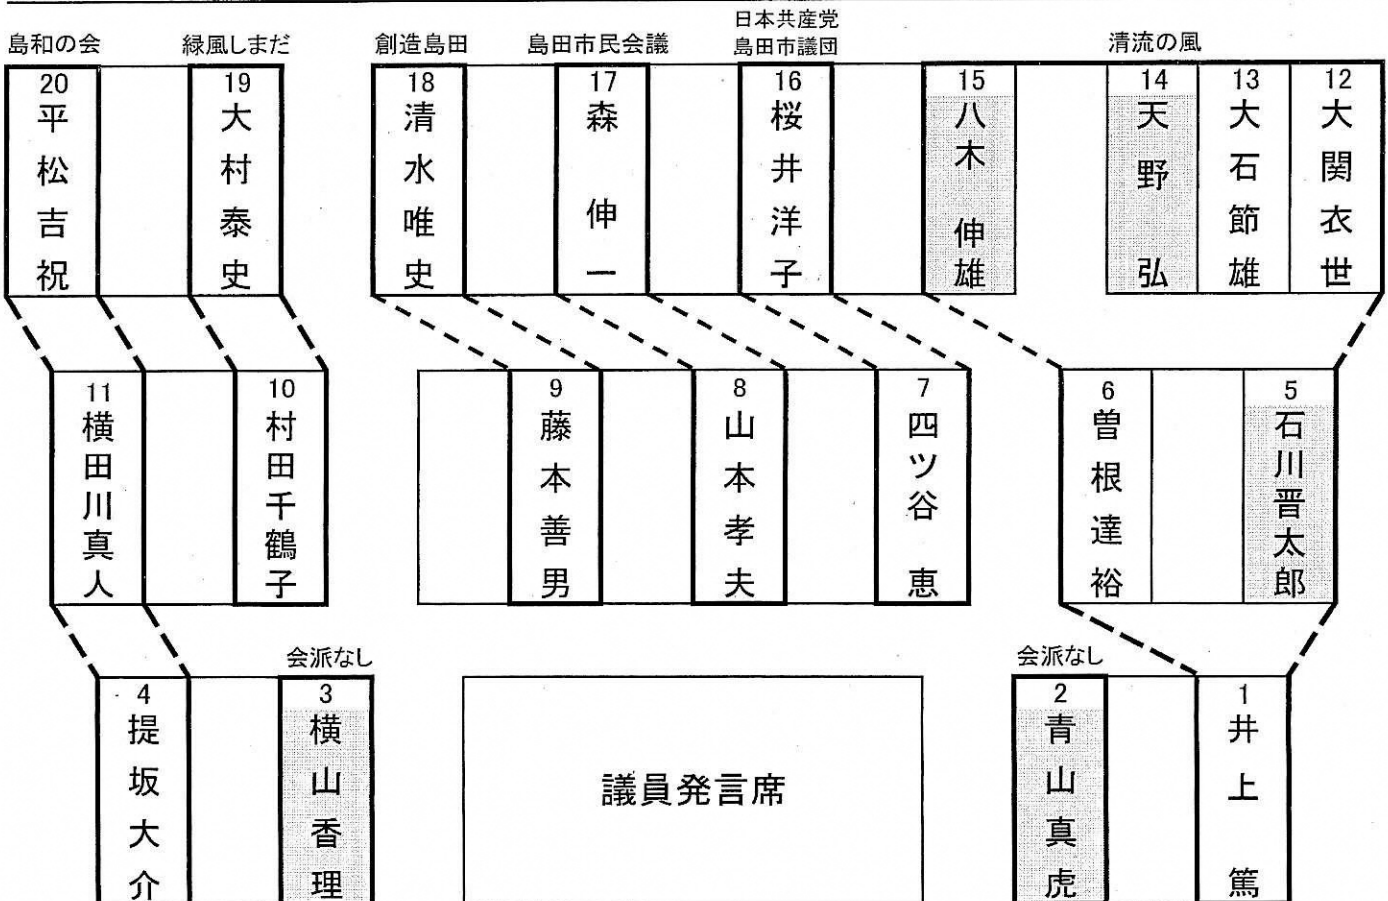 島和の会
緑風しまだ
創造島田
島田市民会議
日本共産党
島田市議団
清流の風
20
平松吉祝
19
大村泰史
18
清水唯史
17
森 伸一
16
桜井洋子
15
八木 伸雄
14
天野 弘
13
大石節雄
12
大関衣世
11
横田川真人
10
村田千鶴子
9
藤本善男
8
山本孝夫
7
四ツ谷 恵
6
曽根達裕
5
石川晋太郎
会派なし
会派なし
4
提坂大介
3
横山香理
議員発言席
2
青山真虎
1
井上 篤